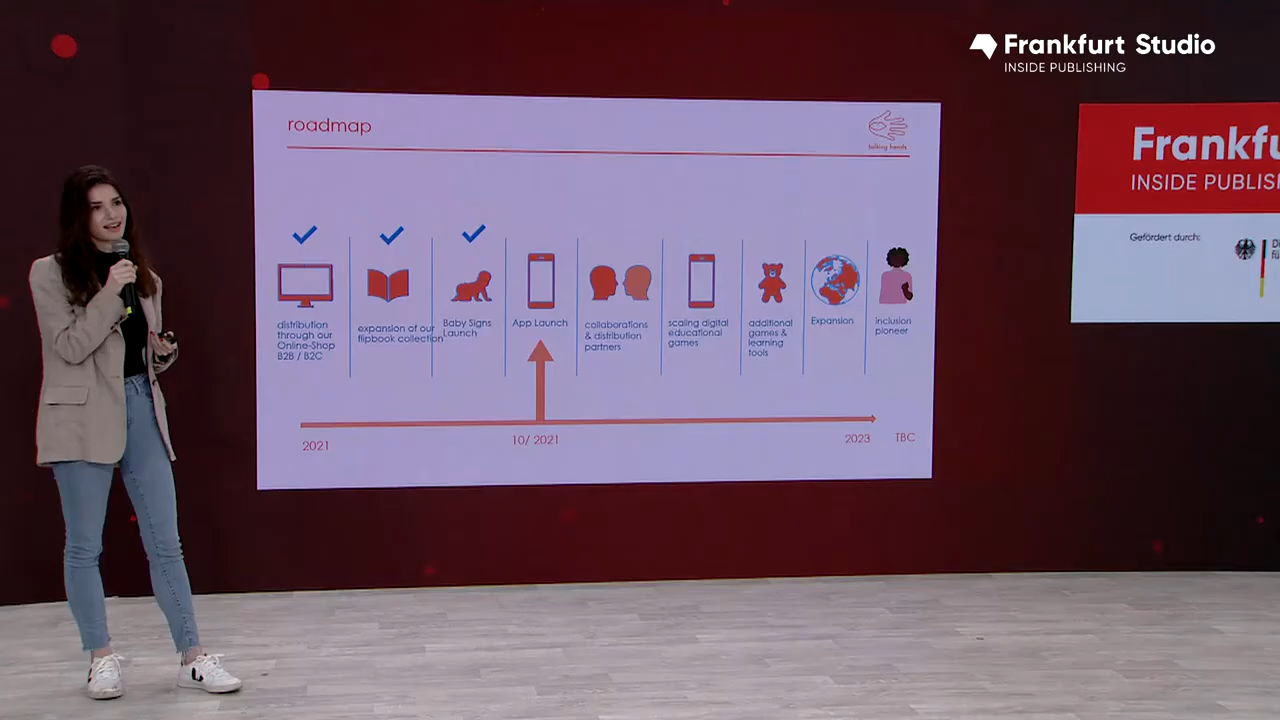 Frankfurt Studio
INSIDE PUBLISHING
roadmap
talking hands
distribution
through our
Online-Shop
B2B / B2C
expansion of our
flipbook collection
Baby Signs
Launch
App Launch
collaborations
& distribution
partners
scaling digital
educational
games
additional
games &
learning
tools
Expansion
inclusion
pioneer
2021
10/ 2021
2023
TBC
Frankfu
INSIDE PUBLIS
Gefördert durch: